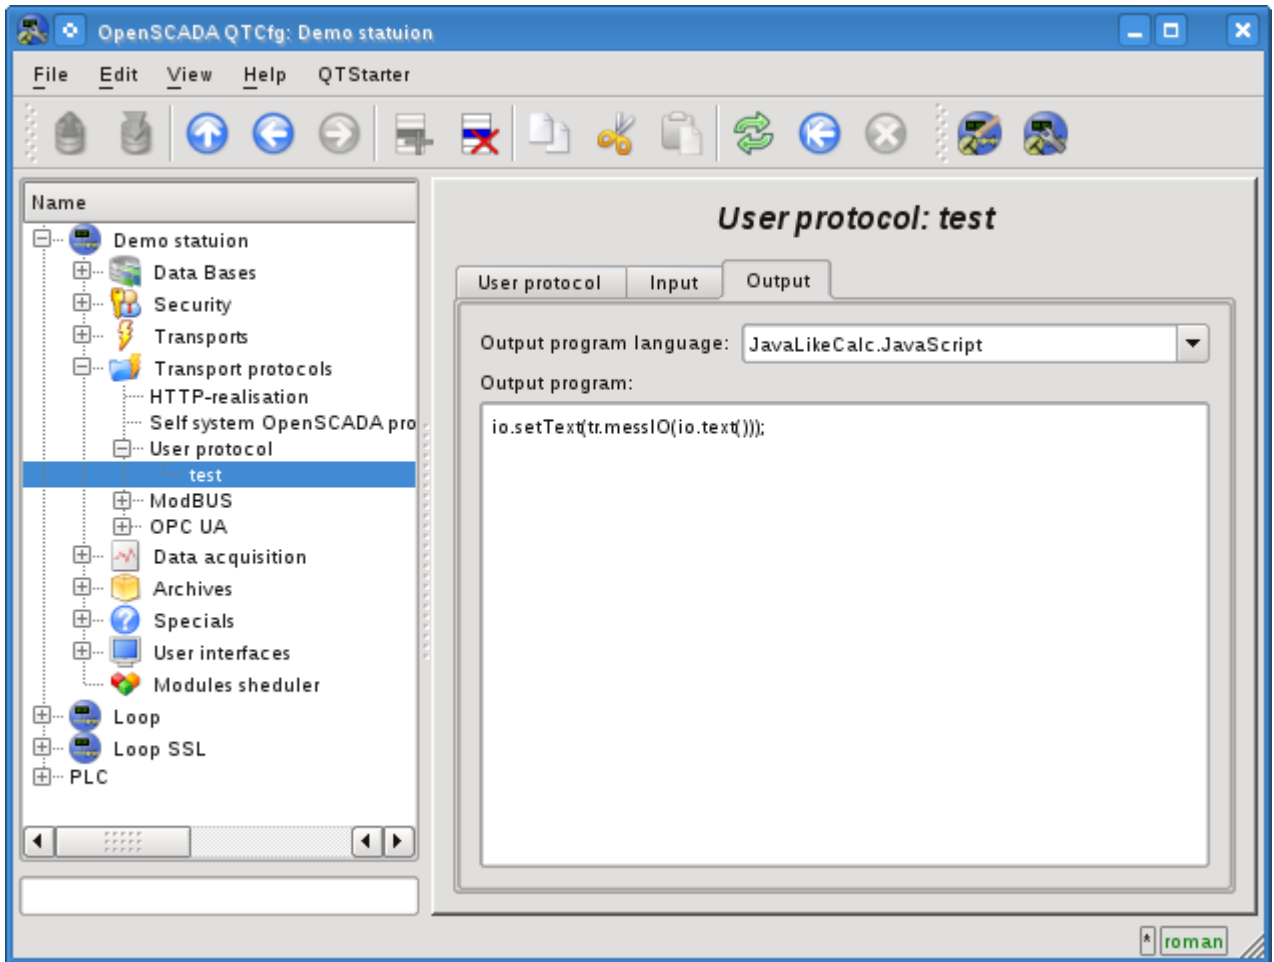 OpenSCADA QTCfg: Demo statuion
File Edit View Help QTStarter
Name
Demo statuion
Data Bases
Security
Transports
Transport protocols
HTTP-realisation
Self system OpenSCADA pro
User protocol
test
ModBUS
OPC UA
Data acquisition
Archives
Specials
User interfaces
Modules sheduler
Loop
Loop SSL
PLC
User protocol: test
User protocol Input Output
Output program language: JavaLikeCalc.JavaScript
Output program:
io.setText(tr.messIO(io.text()));
* roman